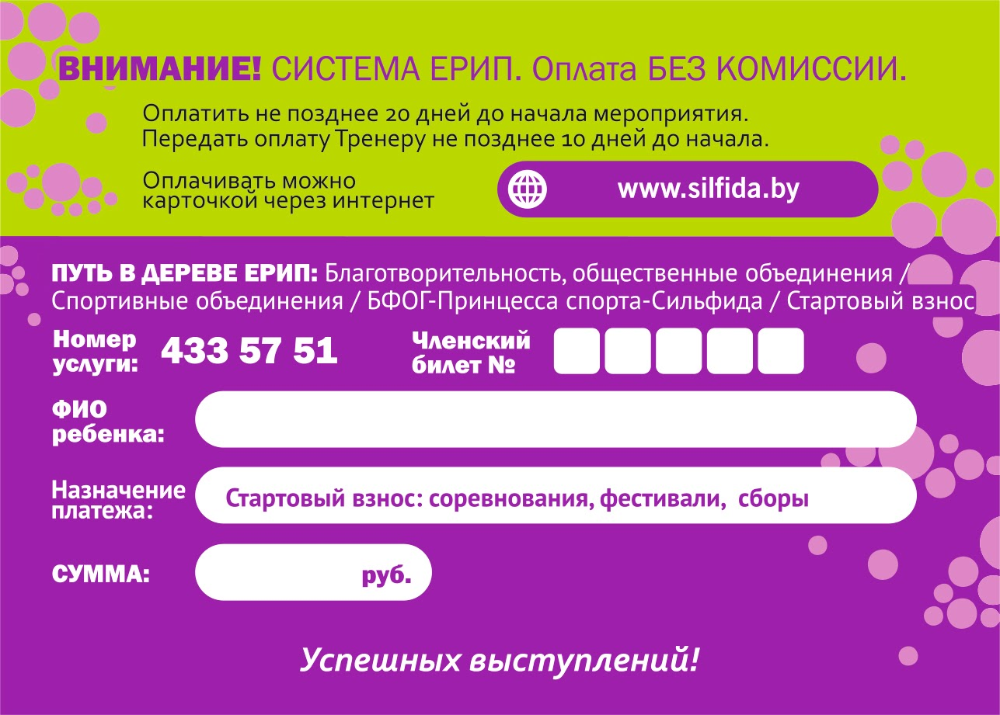 ВНИМАНИЕ! СИСТЕМА ЕРИП. Оплата БЕЗ КОМИССИИ.
Оплатить не позднее 20 дней до начала мероприятия.
Передать оплату Тренеру не позднее 10 дней до начала.
Оплачивать можно
карточкой через интернет
www.silfida.by
ПУТЬ В ДЕРЕВЕ ЕРИП: Благотворительность, общественные объединения /
Спортивные объединения / БФОГ-Принцесса спорта-Сильфида / Стартовый взнос
Номер
услуги:
433 57 51
Членский
билет №
ФИО
ребенка:
Назначение
платежа:
Стартовый взнос: соревнования, фестивали, сборы
СУММА:
руб.
Успешных выступлений!